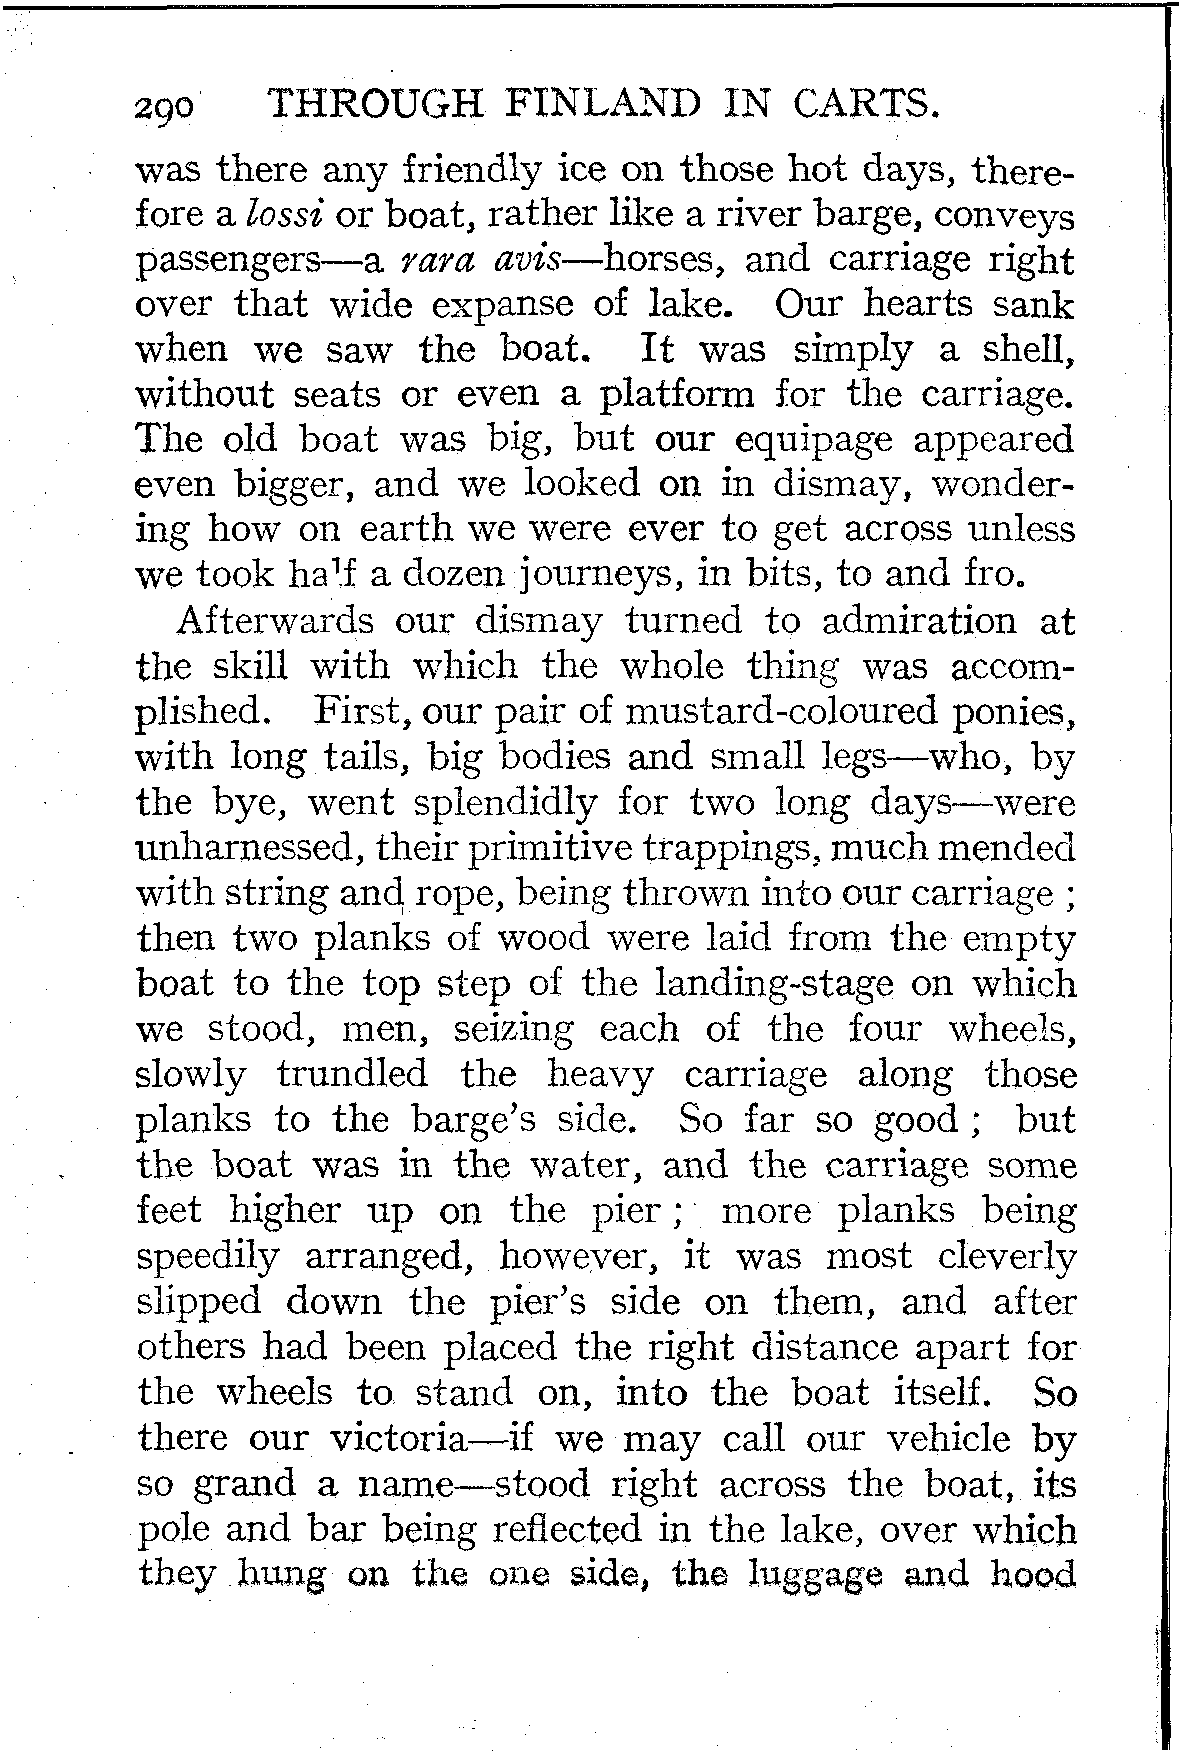 290 THROUGH FINLAND IN CARTS.
was there any friendly ice on those hot days, there-
fore a lossi or boat, rather like a river barge, conveys
passengers—a rara avis—horses, and carriage right
over that wide expanse of lake. Our hearts sank
when we saw the boat. It was simply a shell,
without seats or even a platform for the carriage.
The old boat was big, but our equipage appeared
even bigger, and we looked on in dismay, wonder-
ing how on earth we were ever to get across unless
we took half a dozen journeys, in bits, to and fro.
Afterwards our dismay turned to admiration at
the skill with which the whole thing was accom-
plished. First, our pair of mustard-coloured ponies,
with long tails, big bodies and small legs—who, by
the bye, went splendidly for two long days—were
unharnessed, their primitive trappings, much mended
with string and rope, being thrown into our carriage ;
then two planks of wood were laid from the empty
boat to the top step of the landing-stage on which
we stood, men, seizing each of the four wheels,
slowly trundled the heavy carriage along those
planks to the barge's side. So far so good ; but
the boat was in the water, and the carriage some
feet higher up on the pier ; more planks being
speedily arranged, however, it was most cleverly
slipped down the pier's side on them, and after
others had been placed the right distance apart for
the wheels to stand on, into the boat itself. So
there our victoria—if we may call our vehicle by
so grand a name—stood right across the boat, its
pole and bar being reflected in the lake, over which
they hung on the one side, the luggage and hood